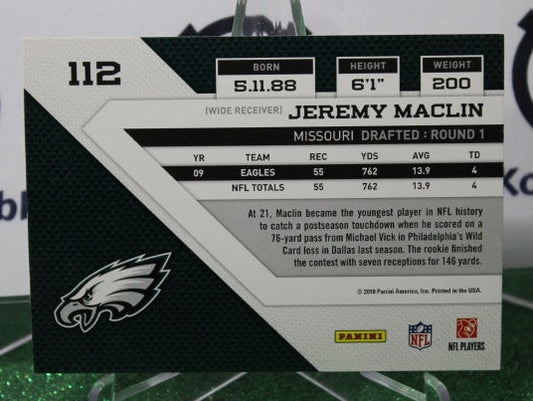 112
BORN
5.11.88
HEIGHT
6'1"
WEIGHT
200
[WIDE RECEIVER] JEREMY MACLIN
MISSOURI DRAFTED : ROUND 1
YR TEAM REC YDS AVG TD
09 EAGLES 55 762 13.9 4
NFL TOTALS 55 762 13.9 4
At 21, Maclin became the youngest player in NFL history
to catch a postseason touchdown when he scored on a
76-yard pass from Michael Vick in Philadelphia's Wild
Card loss in Dallas last season. The rookie finished
the contest with seven receptions for 146 yards.
© 2010 Panini America, Inc. Printed in the USA.
PANINI
NFL
NFL PLAYERS